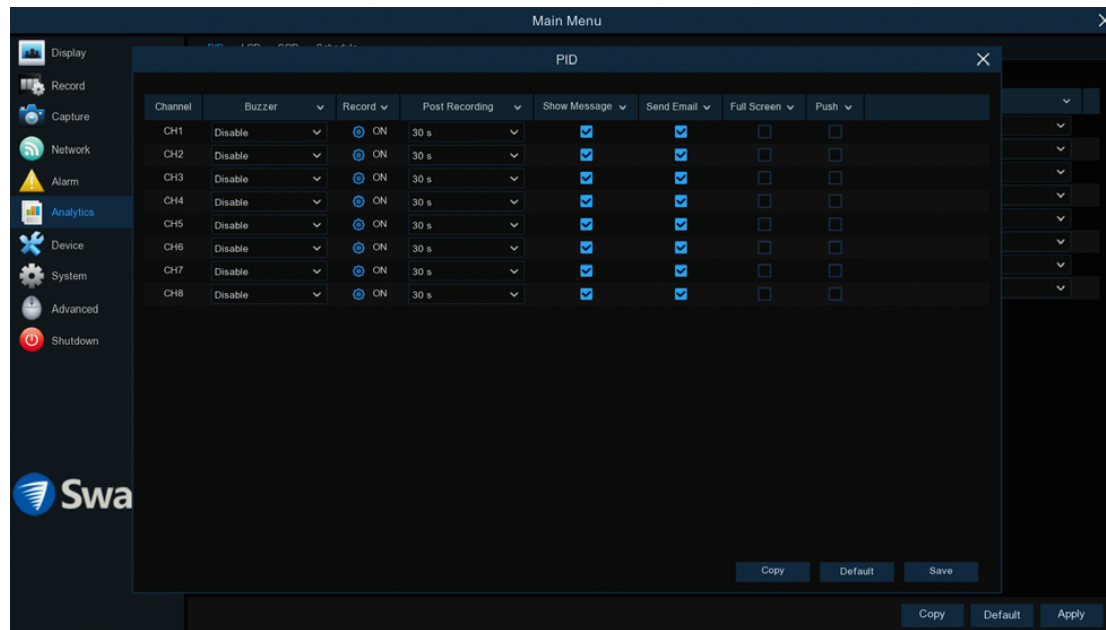 Main Menu
Display
Record
Capture
Network
Alarm
Analytics
Device
System
Advanced
Shutdown
Swa
PID
Channel Buzzer Record Post Recording Show Message Send Email Full Screen Push
CH1 Disable ON 30 s
CH2 Disable ON 30 s
CH3 Disable ON 30 s
CH4 Disable ON 30 s
CH5 Disable ON 30 s
CH6 Disable ON 30 s
CH7 Disable ON 30 s
CH8 Disable ON 30 s
Copy Default Save
Copy Default Apply